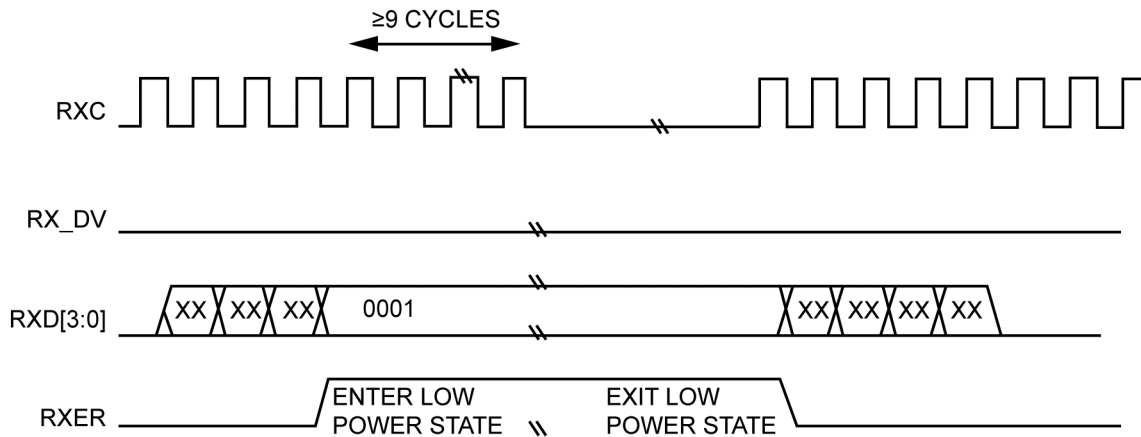 ≥9 CYCLES
RXC
RX_DV
RXD[3:0]
XX XX XX 0001 XX XX XX XX
RXER
ENTER LOW
POWER STATE
EXIT LOW
POWER STATE